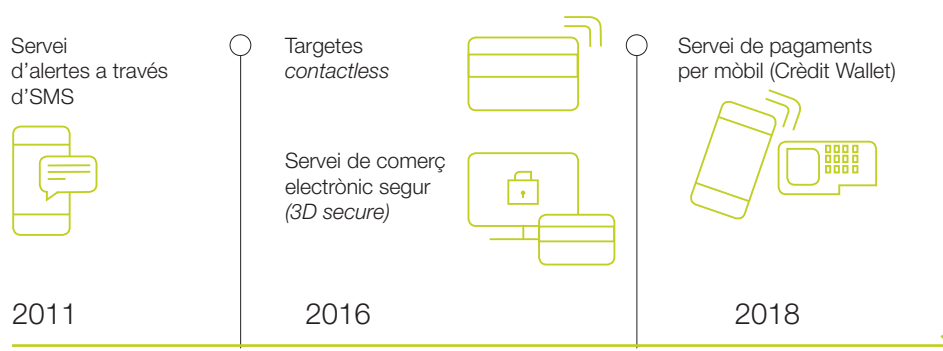 Servei
d'alertes a través
d'SMS
2011
Targetes
contactless
Servei de comerç
electrònic segur
(3D secure)
2016
Servei de pagaments
per mòbil (Crèdit Wallet)
2018